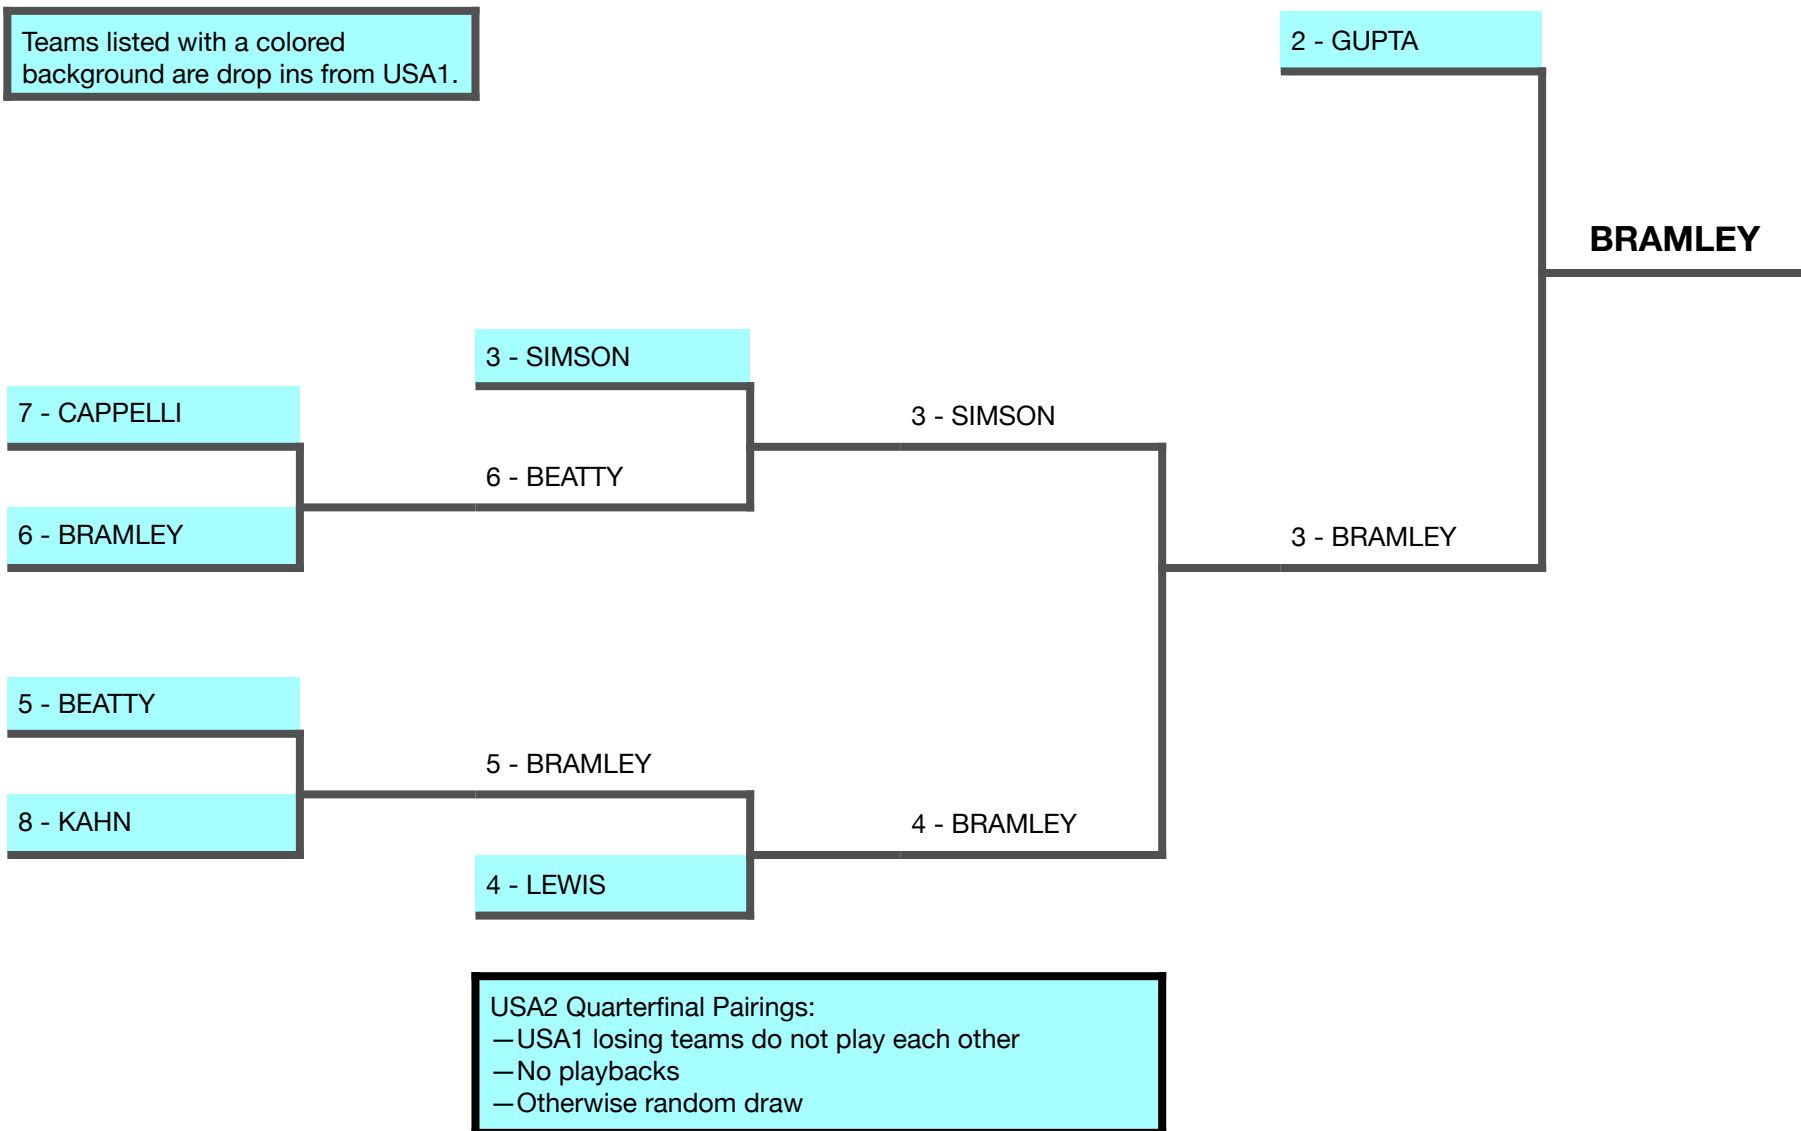 Teams listed with a colored
background are drop ins from USA1.
2 - GUPTA
BRAMLEY
3 - SIMSON
7 - CAPPELLI
3 - SIMSON
6 - BEATTY
6 - BRAMLEY
3 - BRAMLEY
5 - BEATTY
5 - BRAMLEY
8 - KAHN
4 - BRAMLEY
4 - LEWIS
USA2 Quarterfinal Pairings:
—USA1 losing teams do not play each other
—No playbacks
—Otherwise random draw